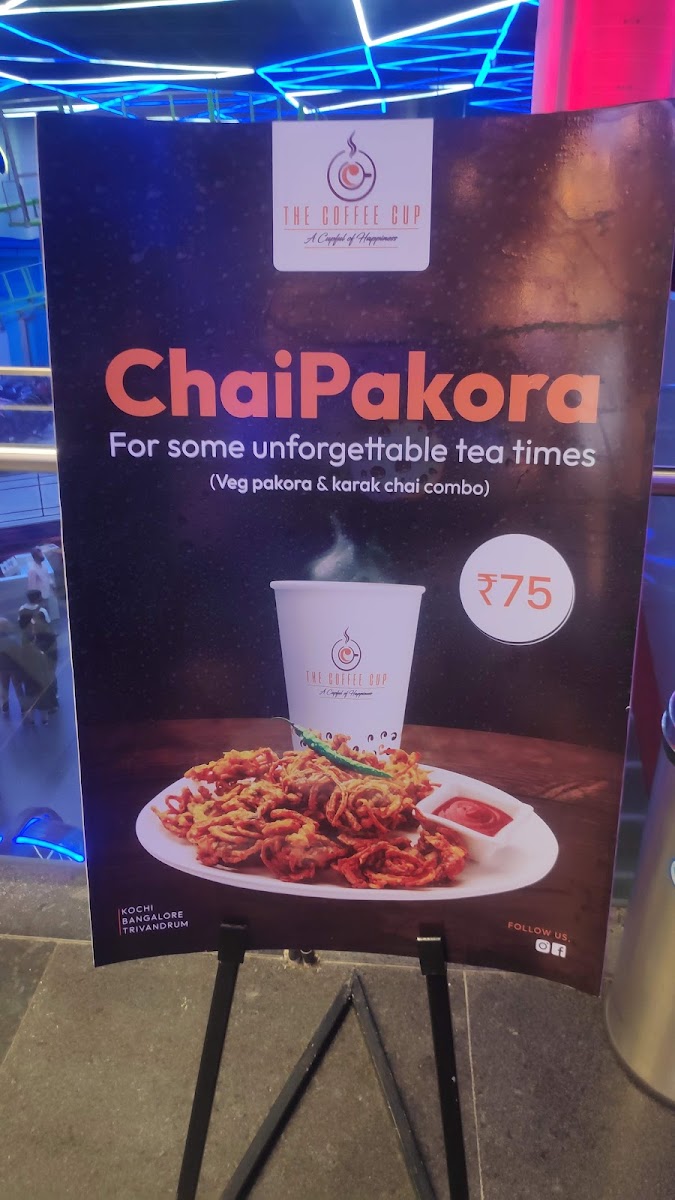 THE COFFEE CUP
A Cupful of Happiness
ChaiPakora
For some unforgettable tea times
(Veg pakora & karak chai combo)
₹75
THE COFFEE CUP
A Cupful of Happiness
KOCHI
BANGALORE
TRIVANDRUM
FOLLOW US.